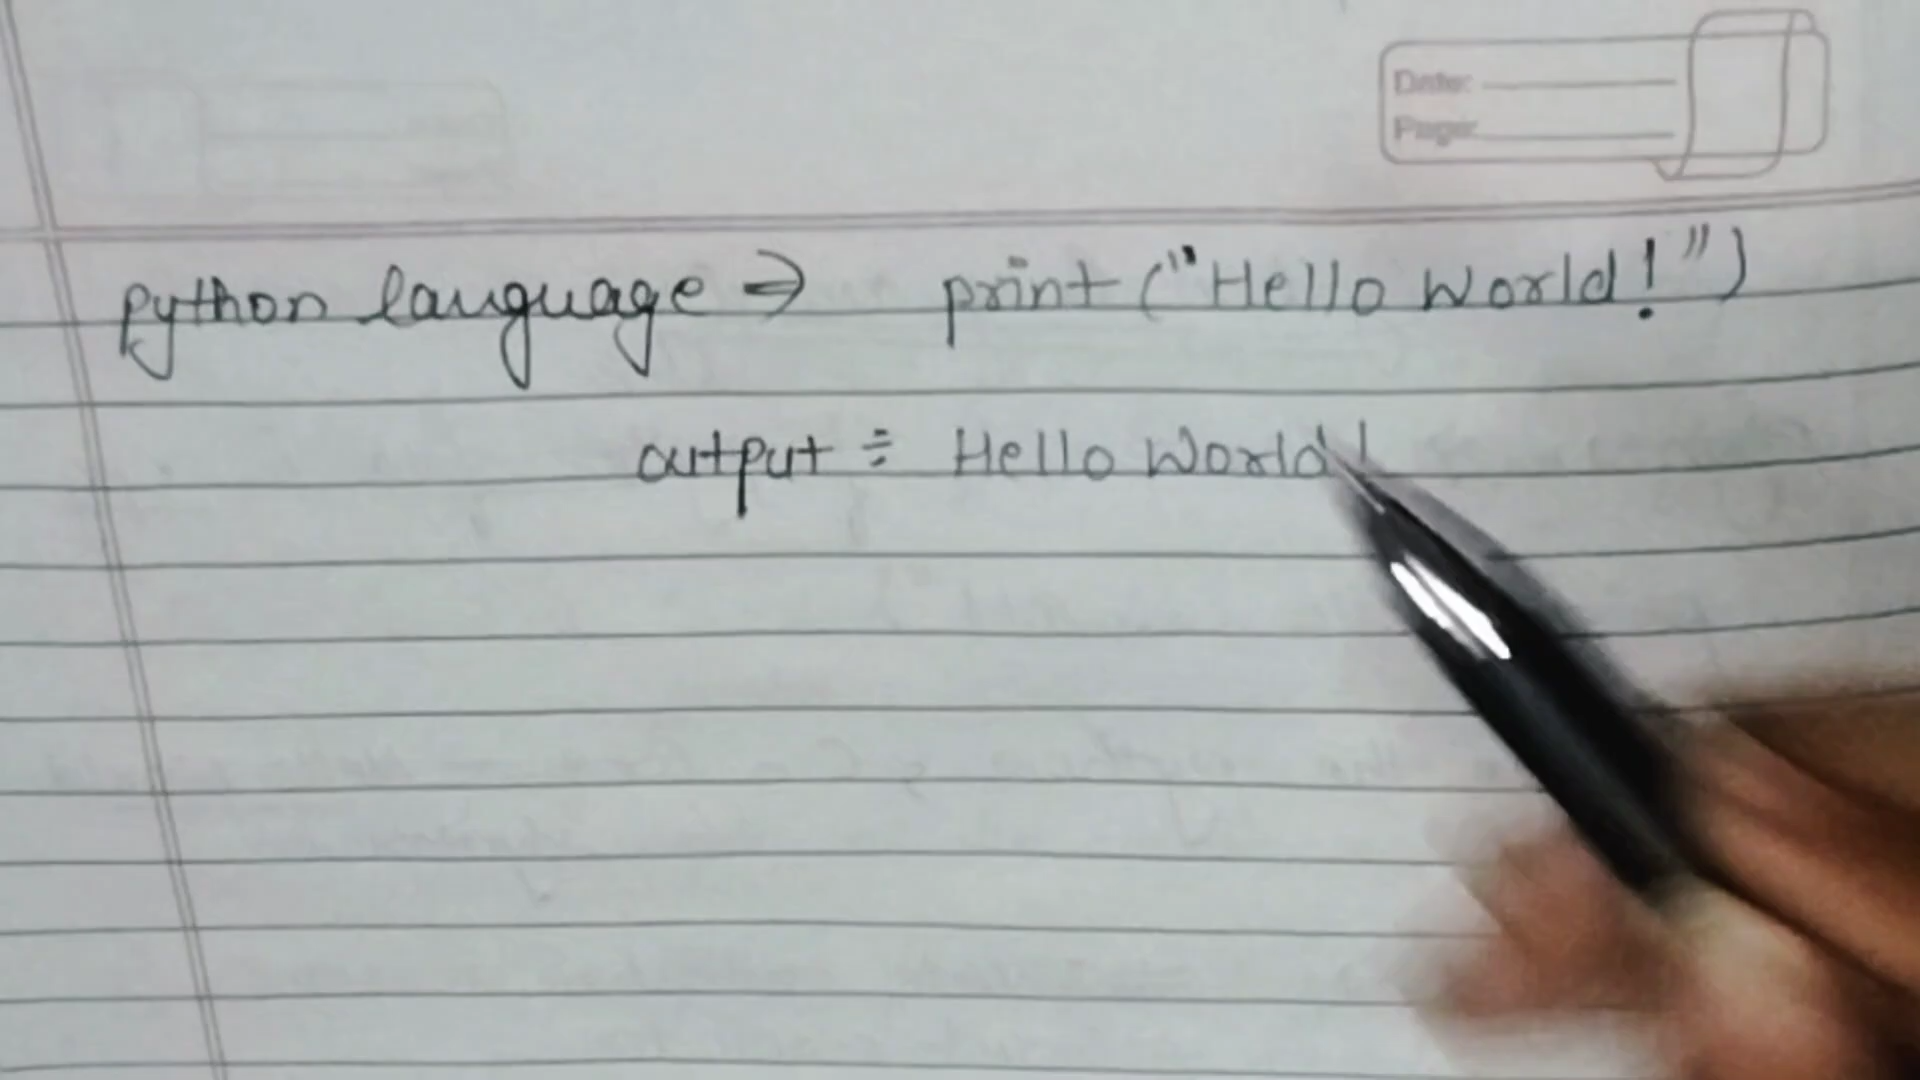 Date:
Page:
python language ⇒ print ("Hello World!")
output ÷ Hello World!